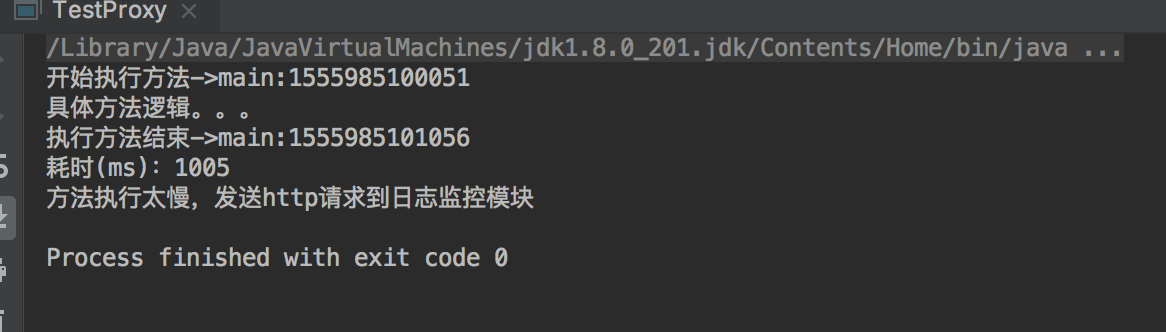 TestProxy
/Library/Java/JavaVirtualMachines/jdk1.8.0_201.jdk/Contents/Home/bin/java ...
开始执行方法->main:1555985100051
具体方法逻辑。。。
执行方法结束->main:1555985101056
耗时(ms)：1005
方法执行太慢，发送http请求到日志监控模块
Process finished with exit code 0